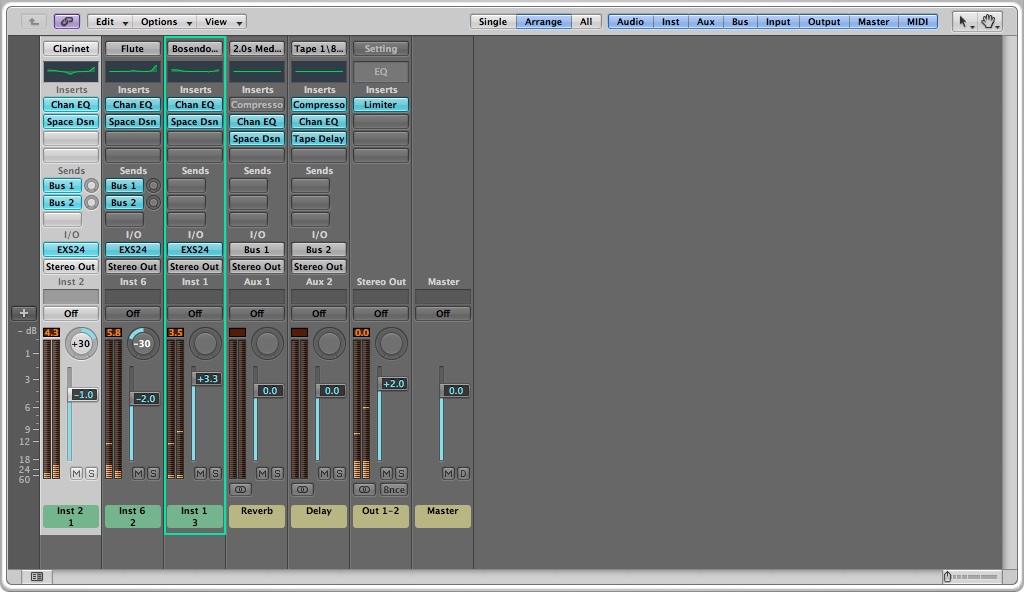 Edit Options View Single Arrange All Audio Inst Aux Bus Input Output Master MIDI
Clarinet Flute Bosendo... 2.0s Med... Tape 1\8... Setting
EQ
Inserts Inserts Inserts Inserts Inserts Inserts
Chan EQ Chan EQ Chan EQ Compresso Compresso Limiter
Space Dsn Space Dsn Space Dsn Chan EQ Chan EQ
Space Dsn Tape Delay
Sends Sends Sends Sends Sends
Bus 1 Bus 1
Bus 2 Bus 2
I/O I/O I/O I/O I/O
EXS24 EXS24 EXS24 Bus 1 Bus 2
Stereo Out Stereo Out Stereo Out Stereo Out Stereo Out
Inst 2 Inst 6 Inst 1 Aux 1 Aux 2 Stereo Out Master
+ Off Off Off Off Off Off Off
- dB 4.3 5.8 3.5 0.0
+30 -30
1
3 +3.3
+2.0
0.0 0.0 0.0
-1.0 -2.0
6
9
12
18
24 M S M S M S M S M S M S M D
60
Bnce
Inst 2 Inst 6 Inst 1 Reverb Delay Out 1-2 Master
1 2 3